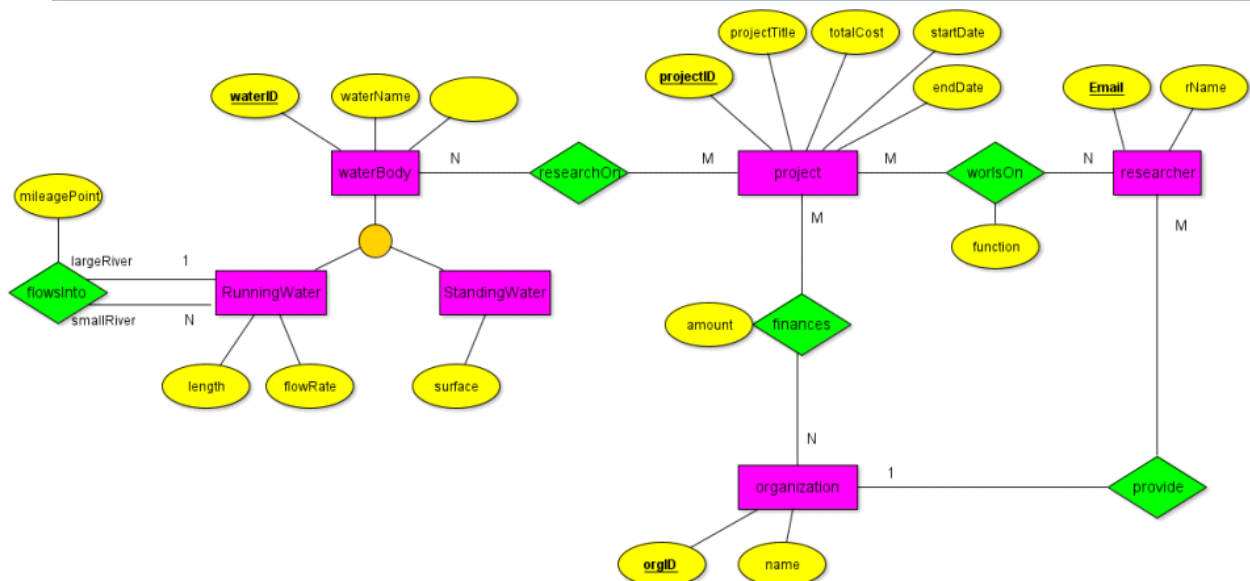 projectTitle
totalCost
startDate
projectID
endDate
waterID
waterName
Email
rName
N
M
M
N
waterBody
researchOn
project
worlsOn
researcher
mileagePoint
M
M
function
largeRiver
1
flowsInto
RunningWater
StandingWater
smallRiver
N
amount
finances
length
flowRate
surface
N
1
organization
provide
orgID
name